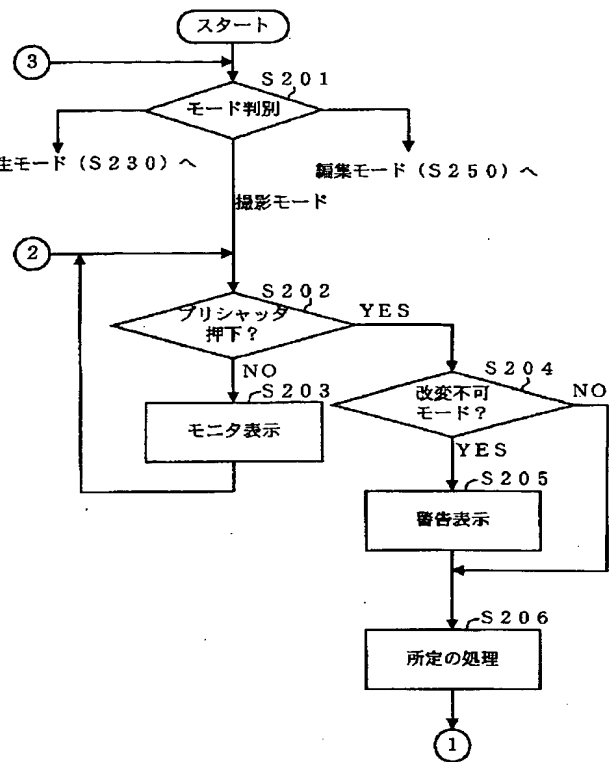 スタート
3
S201
モード判別
生モード(S230)へ
編集モード(S250)へ
撮影モード
2
S202
プリシャッタ
押下?
YES
NO
S203
モニタ表示
S204
改変不可
モード?
NO
YES
S205
警告表示
S206
所定の処理
1